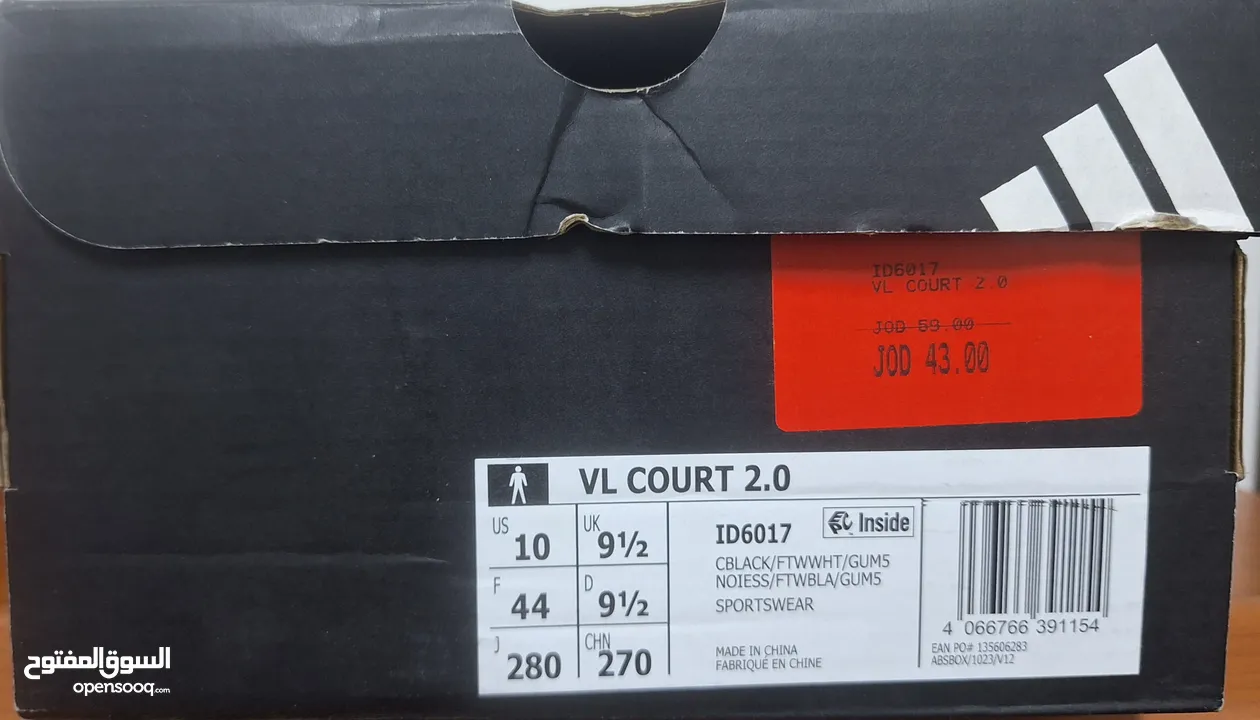 ID6017
VL COURT 2.0
JOD 59.00
JOD 43.00
VL COURT 2.0
US 10
UK 9½
F 44
D 9½
J 280
CHN 270
ID6017
Inside
CBLACK/FTWWHT/GUM5
NOIESS/FTWBLA/GUM5
SPORTSWEAR
MADE IN CHINA
FABRIQUÉ EN CHINE
4 066766 391154
EAN PO# 135606283
ABSBOX/1023/V12
السوق المفتوح
opensooq.com